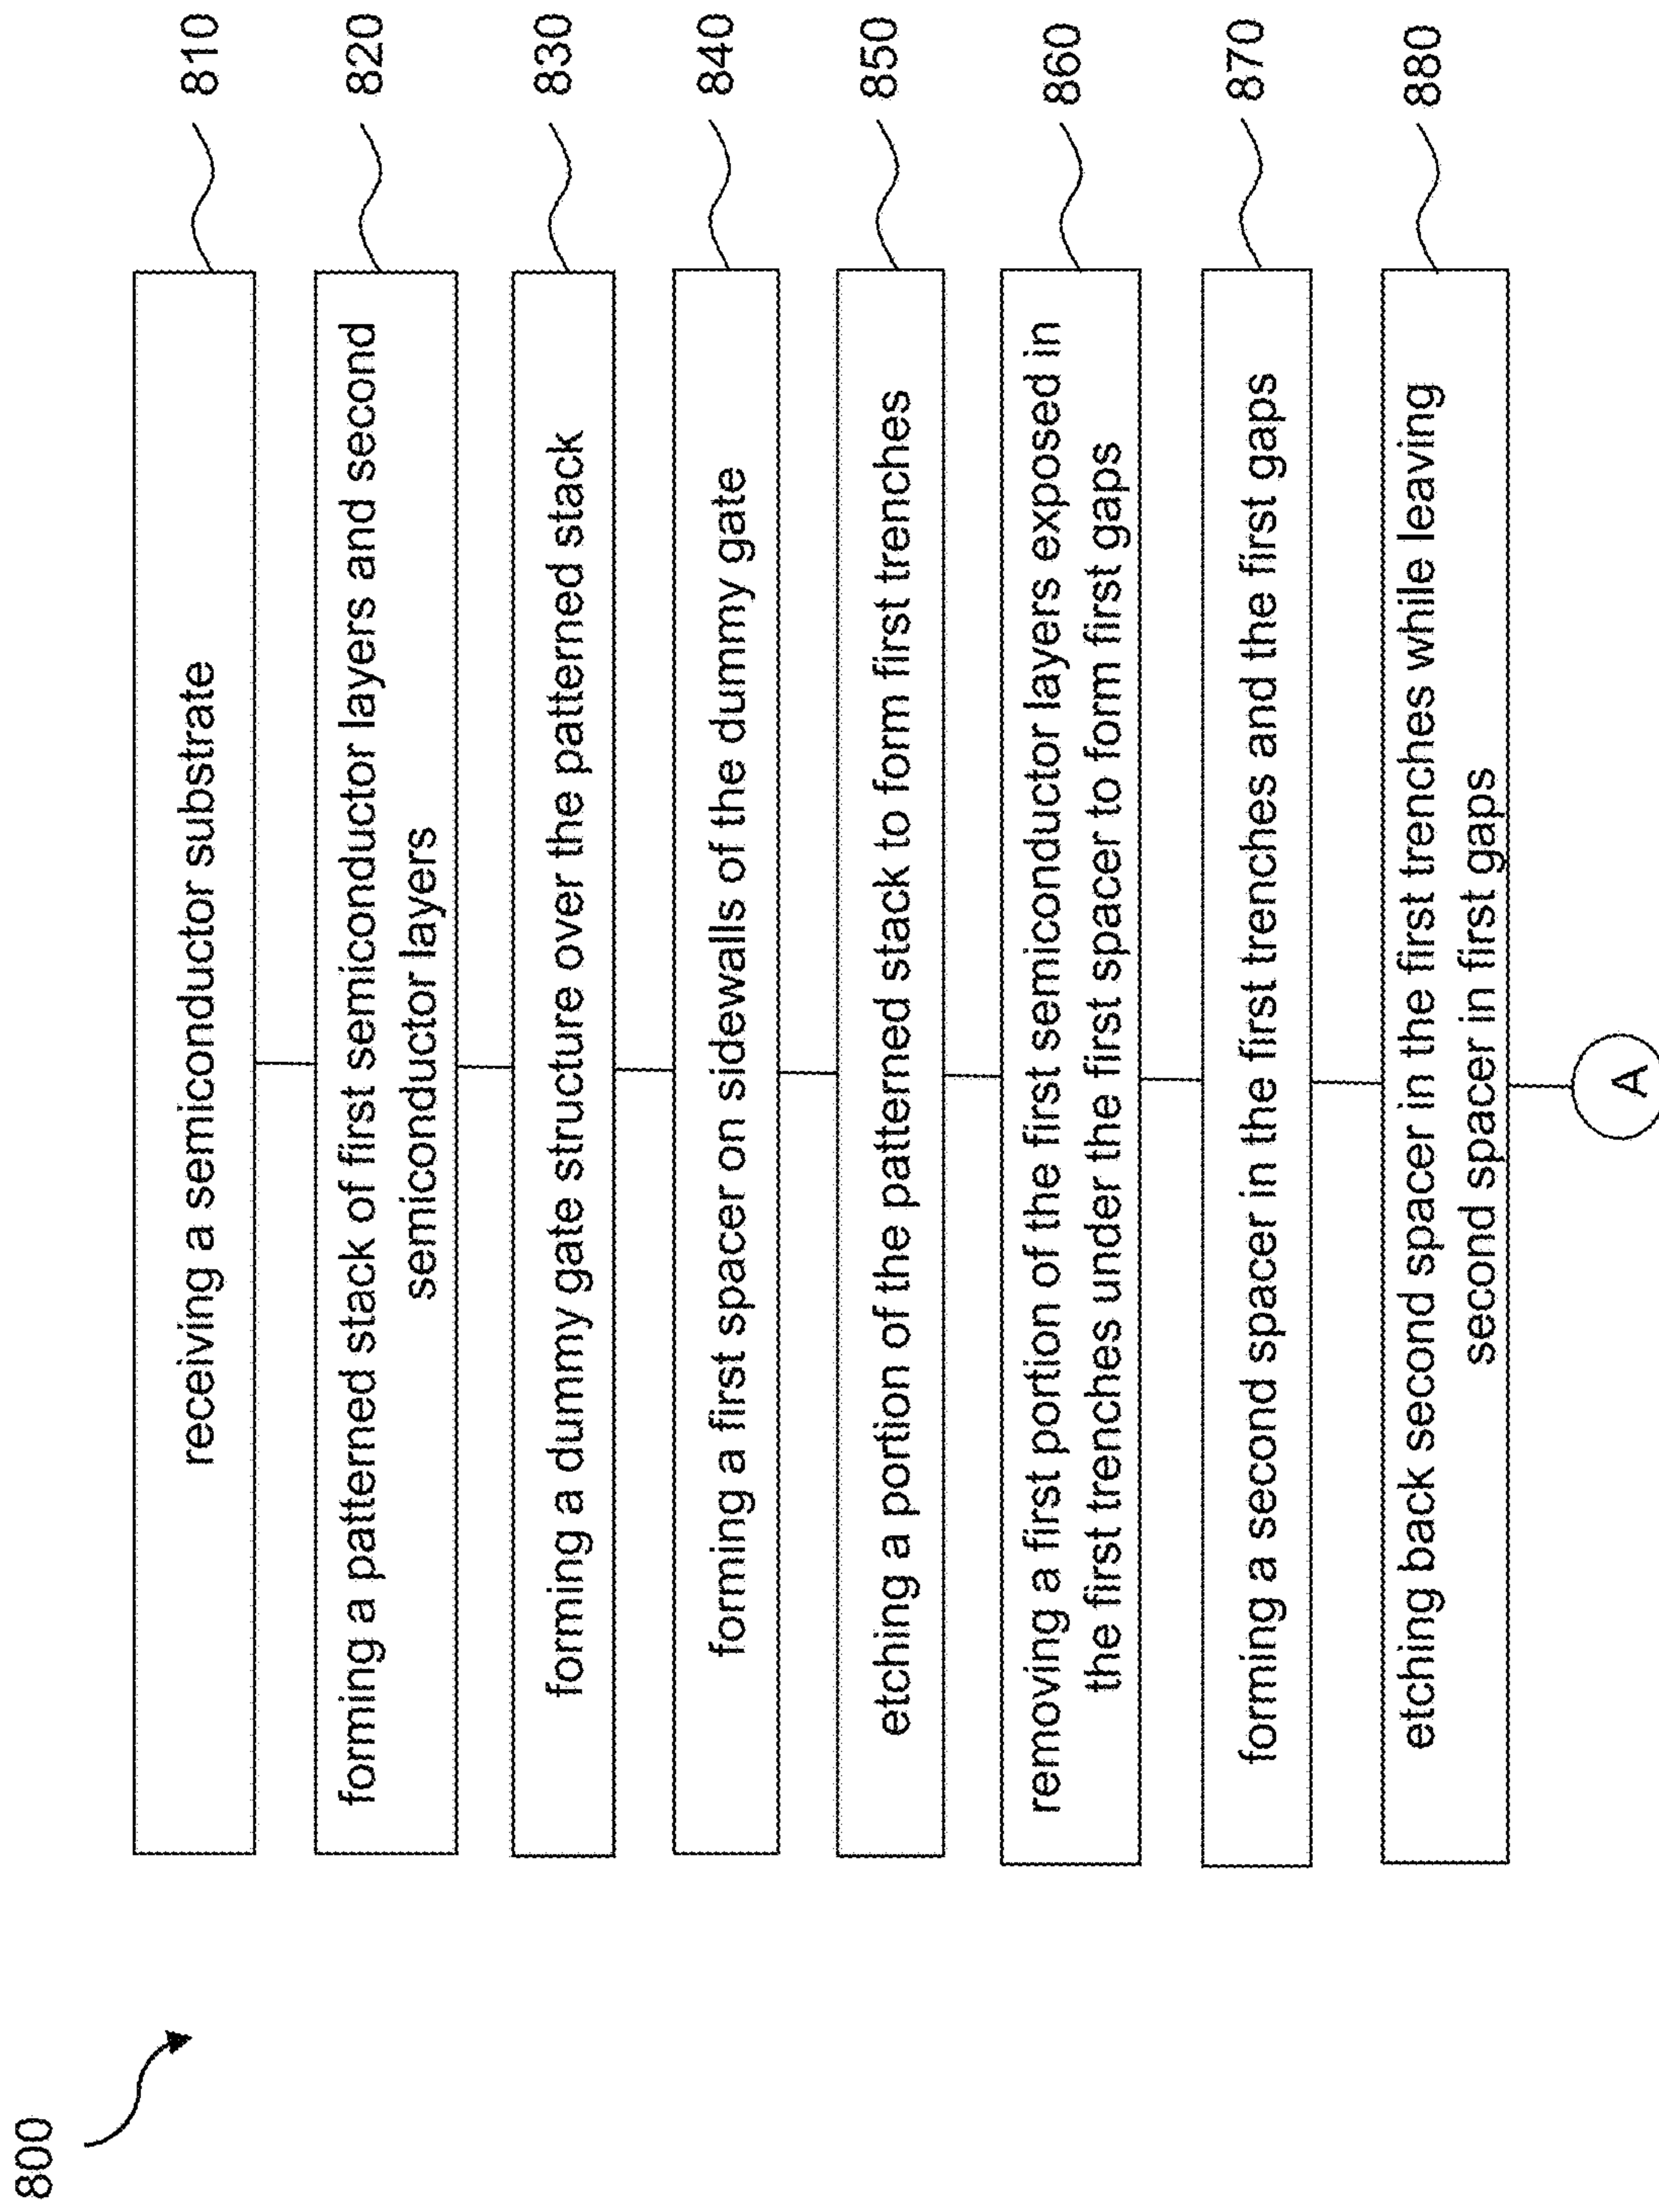 800
receiving a semiconductor substrate
810
forming a patterned stack of first semiconductor layers and second
semiconductor layers
820
forming a dummy gate structure over the patterned stack
830
forming a first spacer on sidewalls of the dummy gate
840
etching a portion of the patterned stack to form first trenches
850
removing a first portion of the first semiconductor layers exposed in
the first trenches under the first spacer to form first gaps
860
forming a second spacer in the first trenches and the first gaps
870
etching back second spacer in the first trenches while leaving
second spacer in first gaps
880
A